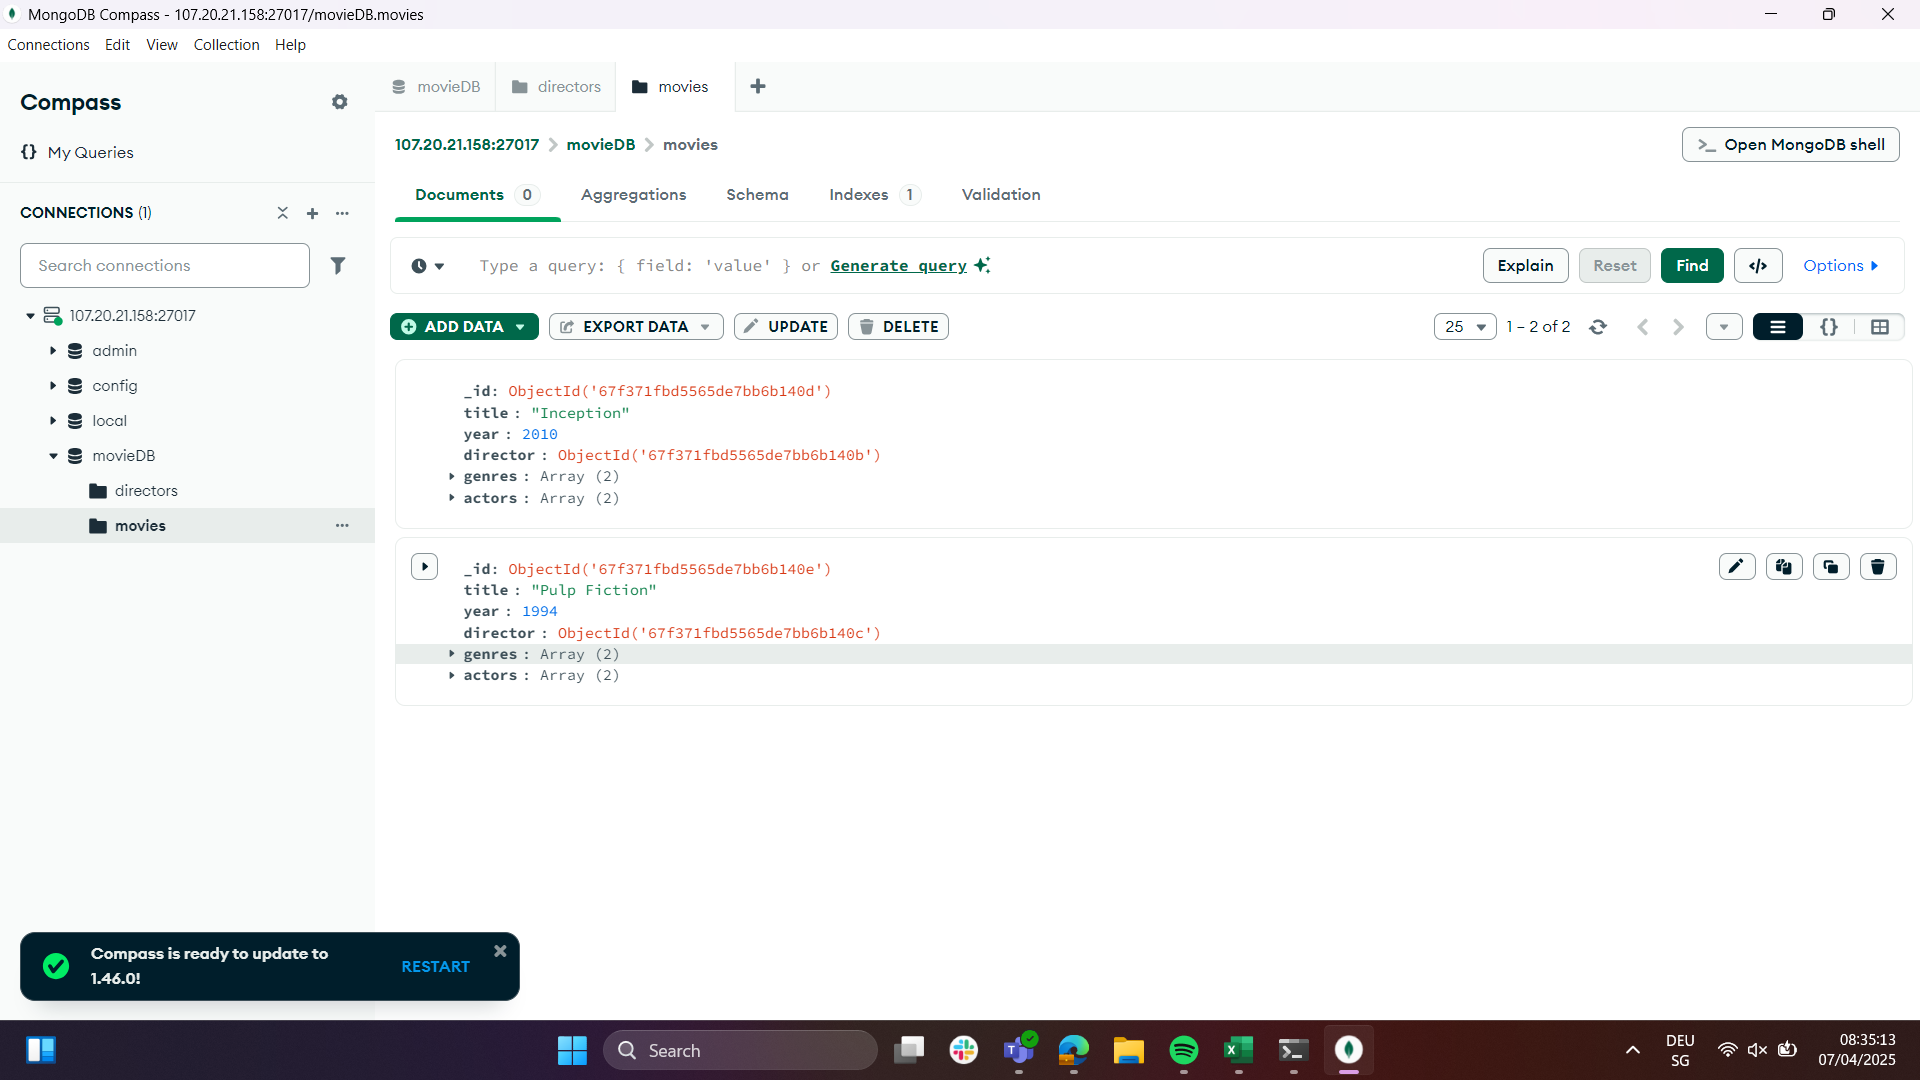 MongoDB Compass - 107.20.21.158:27017/movieDB.movies
Connections Edit View Collection Help
Compass
My Queries
CONNECTIONS (1)
Search connections
107.20.21.158:27017
admin
config
local
movieDB
directors
movies
movieDB directors movies
107.20.21.158:27017 movieDB movies
Open MongoDB shell
Documents 0 Aggregations Schema Indexes 1 Validation
Type a query: { field: 'value' } or Generate query
Explain Reset Find </> Options
ADD DATA EXPORT DATA UPDATE DELETE
25 1 – 2 of 2 {}
_id: ObjectId('67f371fbd5565de7bb6b140d')
title : "Inception"
year : 2010
director : ObjectId('67f371fbd5565de7bb6b140b')
genres : Array (2)
actors : Array (2)
_id: ObjectId('67f371fbd5565de7bb6b140e')
title : "Pulp Fiction"
year : 1994
director : ObjectId('67f371fbd5565de7bb6b140c')
genres : Array (2)
actors : Array (2)
Compass is ready to update to
1.46.0!
RESTART
Search
DEU
SG
08:35:13
07/04/2025